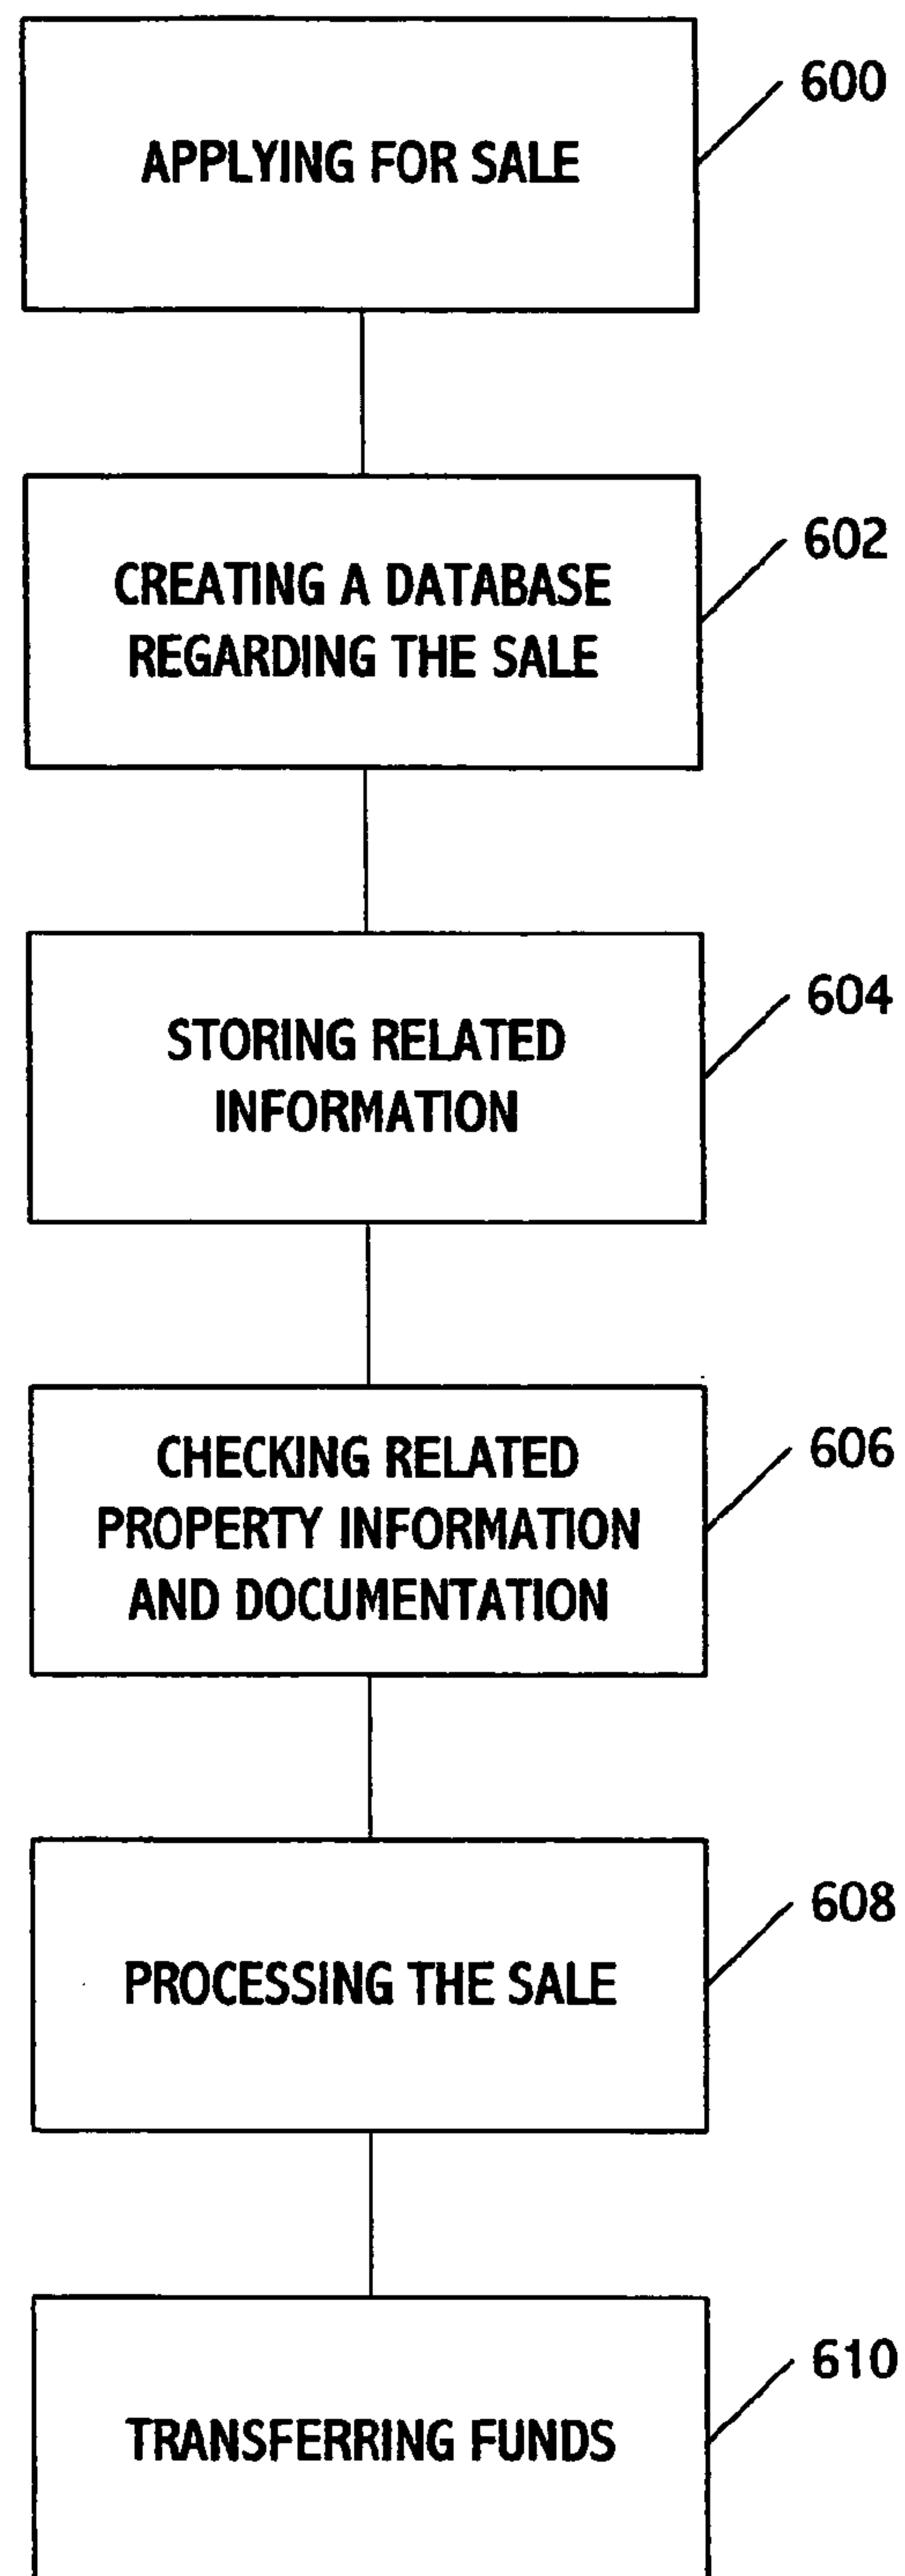 APPLYING FOR SALE
600
CREATING A DATABASE
REGARDING THE SALE
602
STORING RELATED
INFORMATION
604
CHECKING RELATED
PROPERTY INFORMATION
AND DOCUMENTATION
606
PROCESSING THE SALE
608
TRANSFERRING FUNDS
610